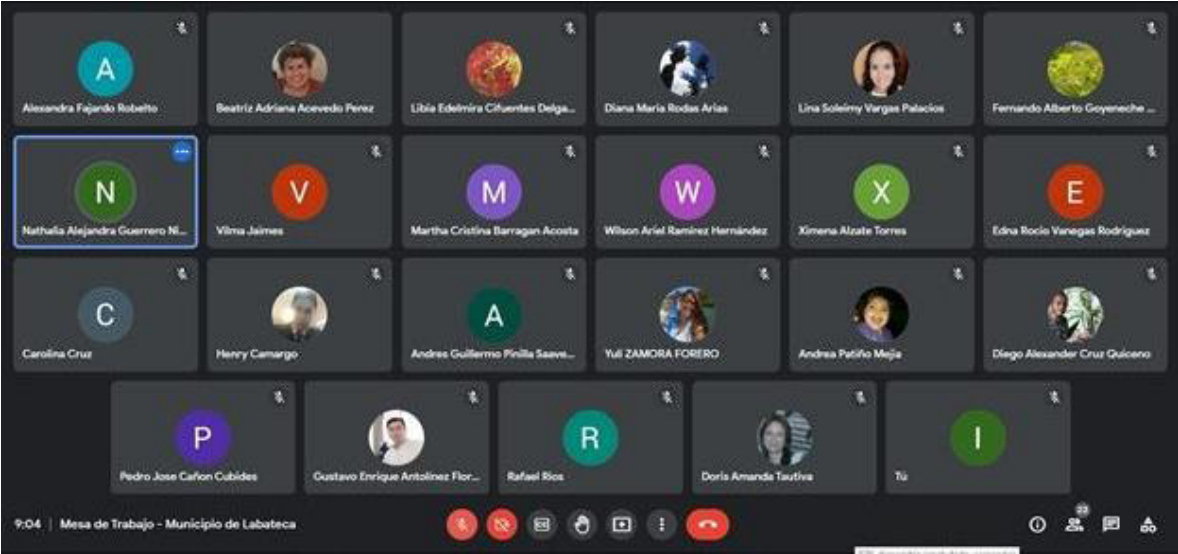 A
Alexandra Fajardo Robelto
Beatriz Adriana Acevedo Perez
Libia Edelmira Cifuentes Delga...
Diana Maria Rodas Arias
Lina Soleimy Vargas Palacios
Fernando Alberto Goyeneche ...
N
Nathalia Alejandra Guerrero Ni...
V
Vilma Jaimes
M
Martha Cristina Barragan Acosta
W
Wilson Ariel Ramirez Hernández
X
Ximena Alzate Torres
E
Edna Rocio Vanegas Rodriguez
C
Carolina Cruz
Henry Camargo
A
Andres Guillermo Pinilla Saave...
Yuli ZAMORA FORERO
Andrea Patiño Mejia
Diego Alexander Cruz Quiceno
P
Pedro Jose Cañon Cubides
Gustavo Enrique Antolinez Flor...
R
Rafael Rios
Doris Amanda Tautiva
I
Tú
9:04 | Mesa de Trabajo - Municipio de Labateca
23